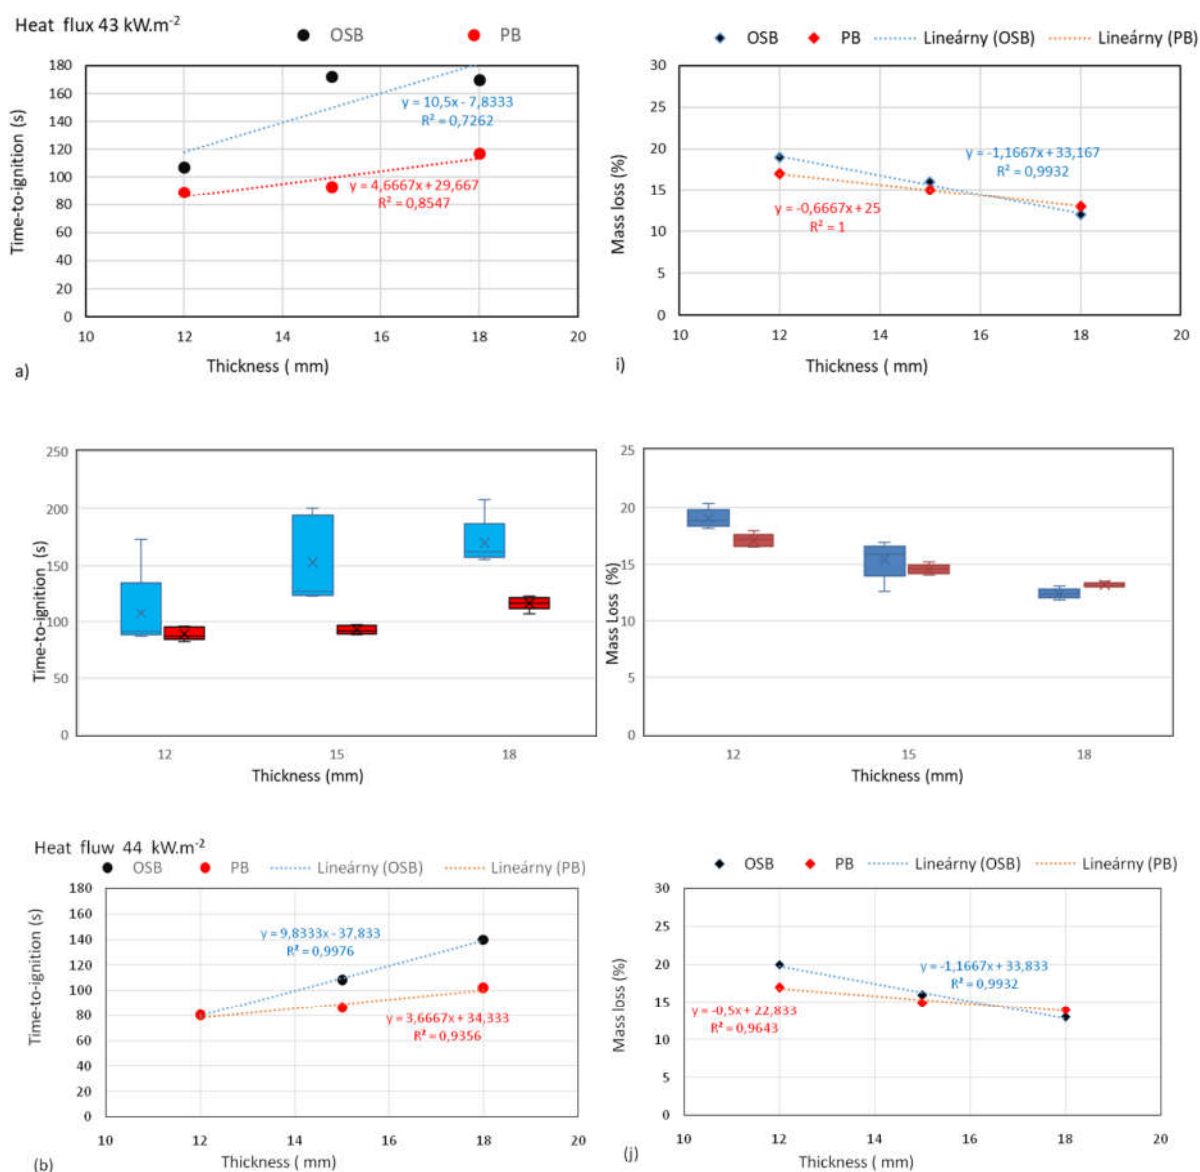 Heat flux 43 kW.m-2
OSB PB
180
160
140
120
100
80
60
40
20
0
Time-to-ignition (s)
y = 10,5x - 7,8333
R² = 0,7262
y = 4,6667x + 29,667
R² = 0,8547
10 12 14 16 18 20
Thickness ( mm)
a)
OSB PB Lineárny (OSB) Lineárny (PB)
30
25
20
15
10
5
0
Mass loss (%)
y = -1,1667x + 33,167
R² = 0,9932
y = -0,6667x + 25
R² = 1
10 12 14 16 18 20
Thickness ( mm)
i)
250
200
150
100
50
0
Time-to-ignition (s)
12 15 18
Thickness (mm)
25
20
15
10
5
0
Mass Loss (%)
12 15 18
Thickness (mm)
Heat fluw 44 kW.m-2
OSB PB Lineárny (OSB) Lineárny (PB)
180
160
140
120
100
80
60
40
20
0
Time-to-ignition (s)
y = 9,8333x - 37,833
R² = 0,9976
y = 3,6667x + 34,333
R² = 0,9356
10 12 14 16 18 20
Thickness ( mm)
(b)
OSB PB Lineárny (OSB) Lineárny (PB)
30
25
20
15
10
5
0
Mass loss (%)
y = -1,1667x + 33,833
R² = 0,9932
y = -0,5x + 22,833
R² = 0,9643
10 12 14 16 18 20
Thickness ( mm)
(j)